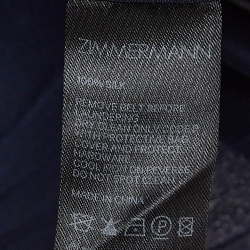 ZIMMERMANN
100% SILK
REMOVE BELT BEFORE
LAUNDERING
DRY CLEAN ONLY OVER
PROTECTIVE BAG
COVER AND PROTECT
HARDWARE
COOL IRON ON REVERSE
DO NOT SPOT CLEAN
MADE IN CHINA